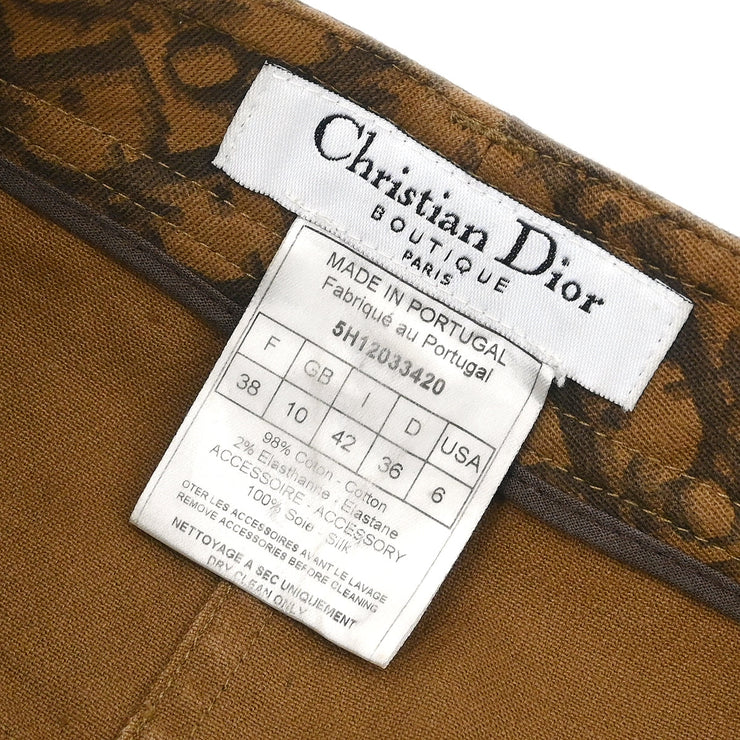 Christian Dior
BOUTIQUE
PARIS
MADE IN PORTUGAL
Fabriqué au Portugal
5H12033420
F GB I D USA
38 10 42 36 6
98% Coton - Cotton
2% Elasthanne - Elastane
ACCESSOIRE - ACCESSORY
100% Soie - Silk
OTER LES ACCESSOIRES AVANT LE LAVAGE
REMOVE ACCESSORIES BEFORE CLEANING
NETTOYAGE A SEC UNIQUEMENT
DRY CLEAN ONLY